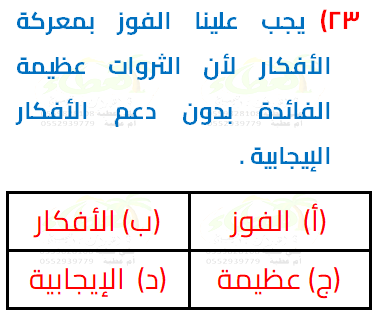 ٢٣) يجب علينا الفوز بمعركة
الأفكار لأن الثروات عظيمة
الفائدة بدون دعم الأفكار
الإيجابية .
(أ) الفوز
(ب) الأفكار
(ج) عظيمة
(د) الإيجابية